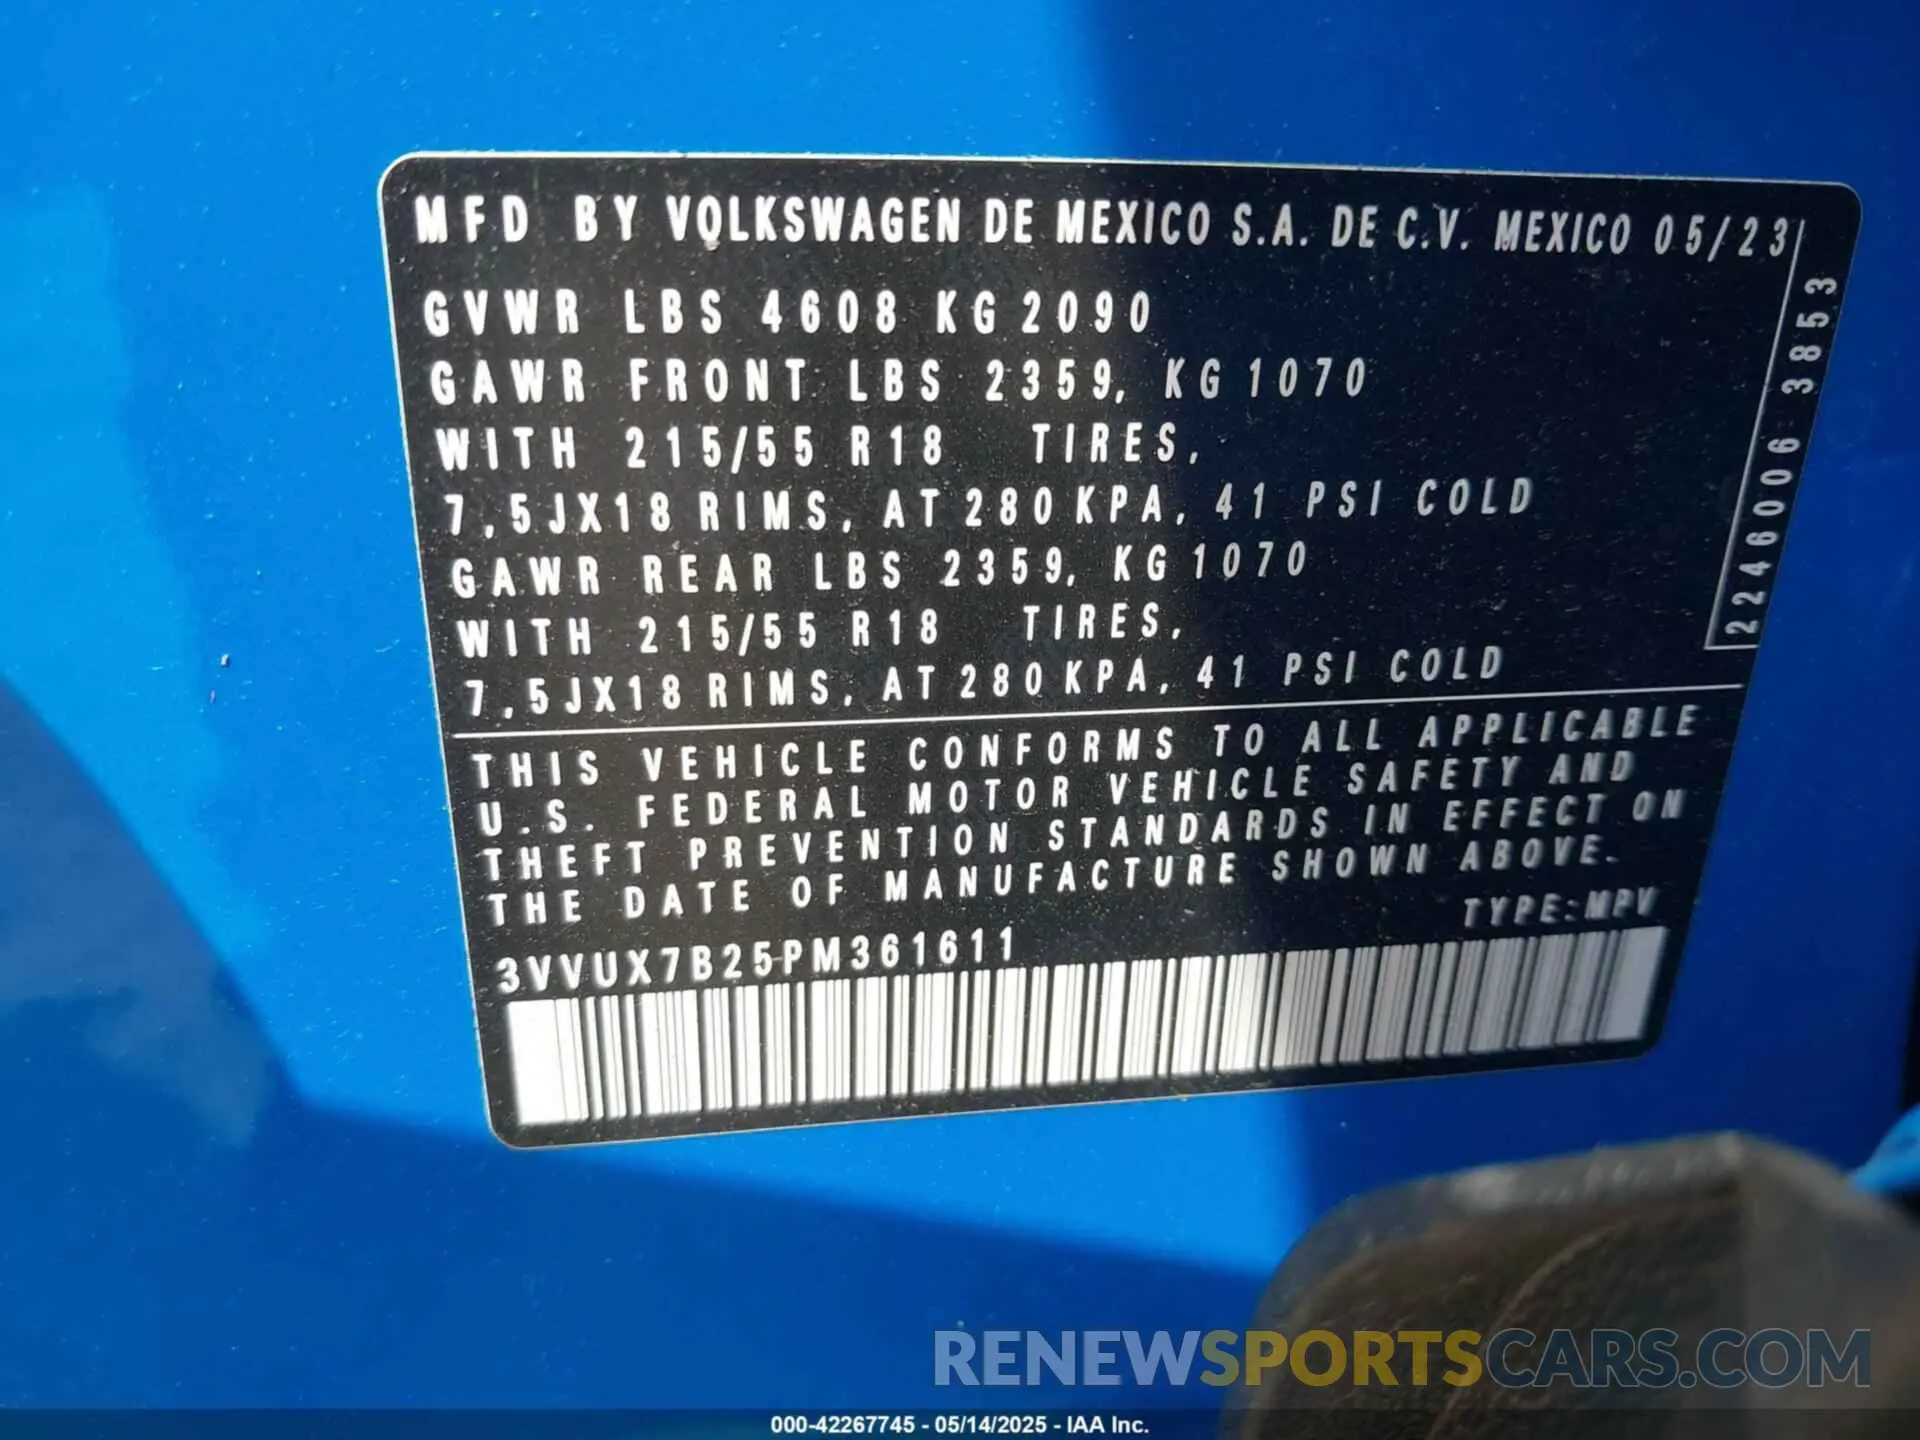 MFD BY VOLKSWAGEN DE MEXICO S.A. DE C.V. MEXICO 05/23
GVWR LBS 4608 KG 2090
GAWR FRONT LBS 2359, KG 1070
WITH 215/55 R18 TIRES,
7,5JX18 RIMS, AT 280 KPA, 41 PSI COLD
GAWR REAR LBS 2359, KG 1070
WITH 215/55 R18 TIRES,
7,5JX18 RIMS, AT 280 KPA, 41 PSI COLD
2246006 3853
THIS VEHICLE CONFORMS TO ALL APPLICABLE
U.S. FEDERAL MOTOR VEHICLE SAFETY AND
THEFT PREVENTION STANDARDS IN EFFECT ON
THE DATE OF MANUFACTURE SHOWN ABOVE.
TYPE:MPV
3VVUX7B25PM361611
RENEWSPORTSCARS.COM
000-42267745 - 05/14/2025 - IAA Inc.